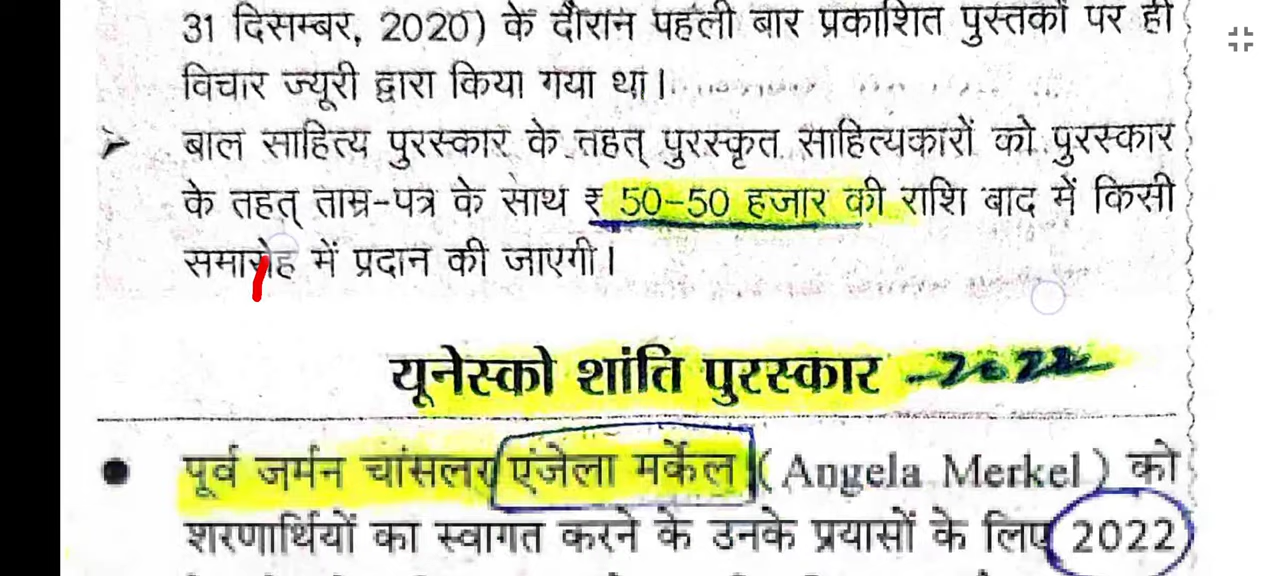 31 दिसम्बर, 2020) के दौरान पहली बार प्रकाशित पुस्तकों पर ही
विचार ज्यूरी द्वारा किया गया था।
➢ बाल साहित्य पुरस्कार के तहत् पुरस्कृत साहित्यकारों को पुरस्कार
के तहत् ताम्र-पत्र के साथ ₹ 50-50 हजार की राशि बाद में किसी
समारोह में प्रदान की जाएगी।
यूनेस्को शांति पुरस्कार -2022
● पूर्व जर्मन चांसलर एंजेला मर्केल (Angela Merkel) को
शरणार्थियों का स्वागत करने के उनके प्रयासों के लिए 2022